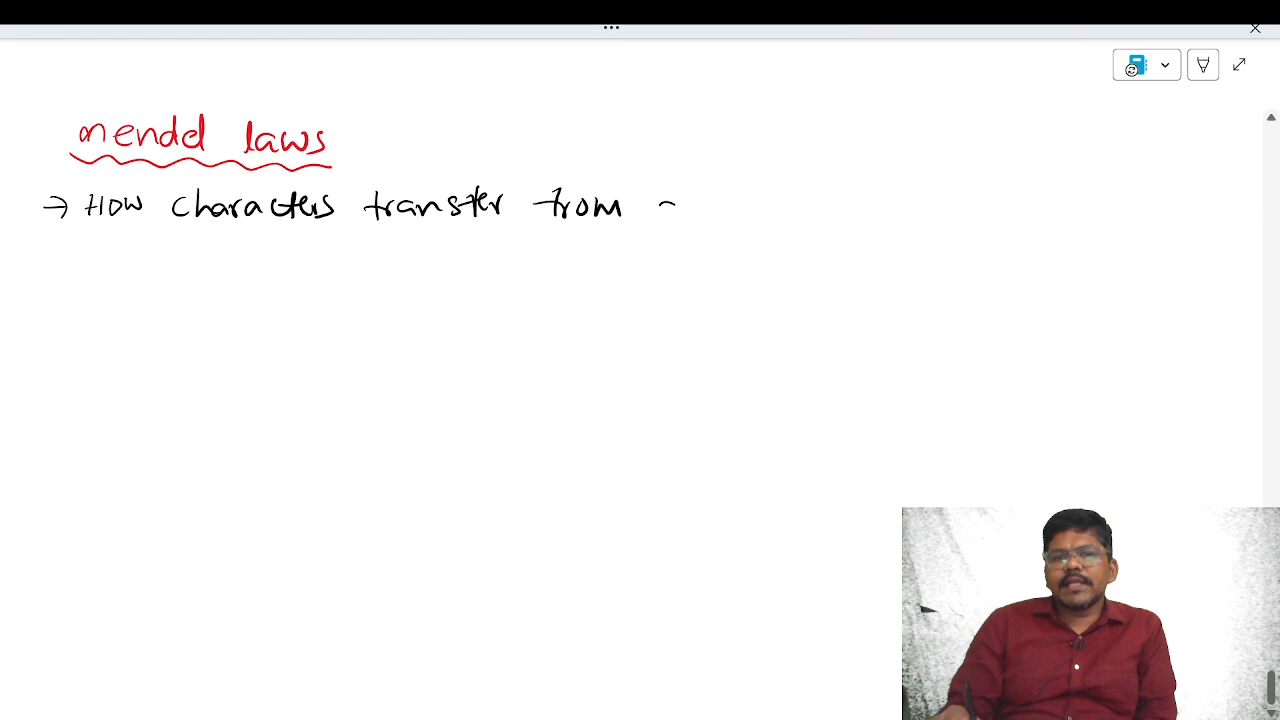 mendel laws
→ How characters transfer from